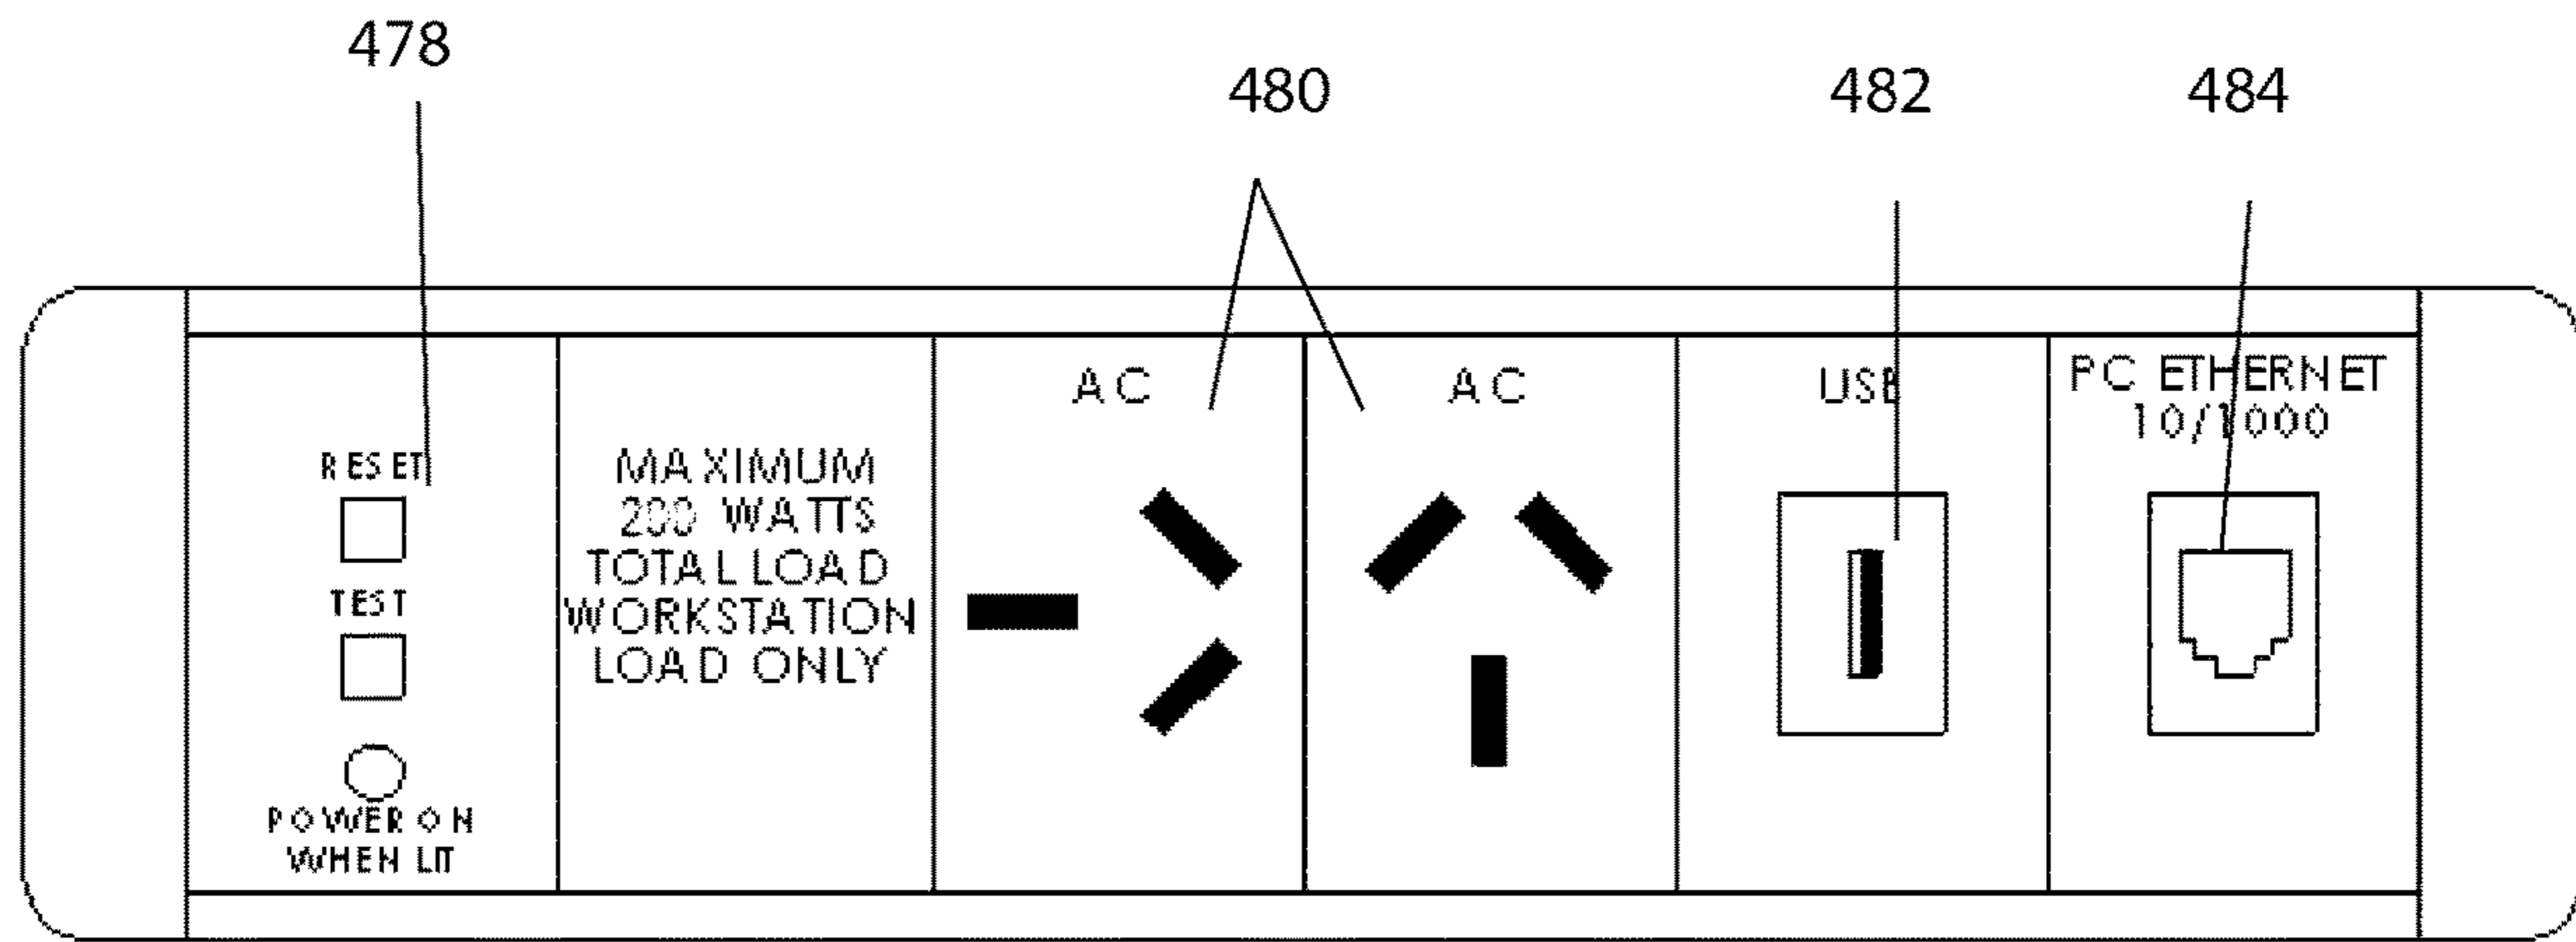 478
480
482
484
RESET
TEST
POWER ON
WHEN LIT
MAXIMUM
200 WATTS
TOTAL LOAD
WORKSTATION
LOAD ONLY
AC
AC
USB
PC ETHERNET
10/1000